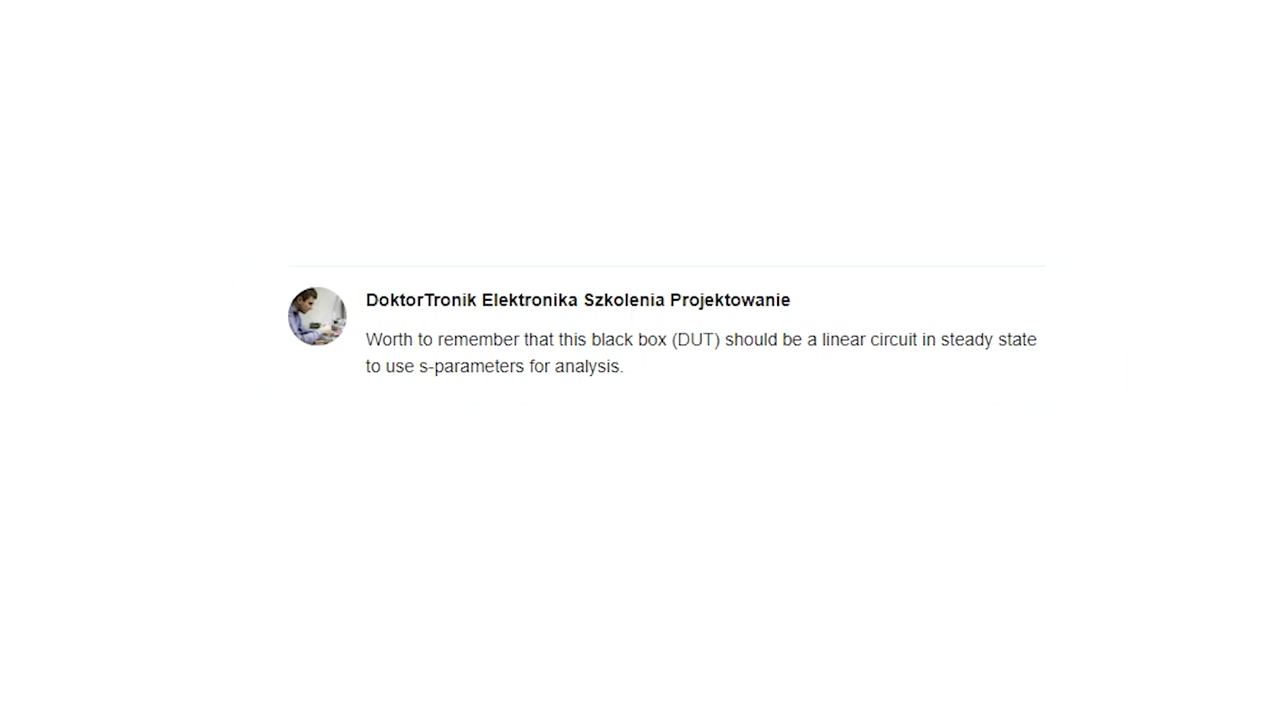 DoktorTronik Elektronika Szkolenia Projektowanie
Worth to remember that this black box (DUT) should be a linear circuit in steady state
to use s-parameters for analysis.